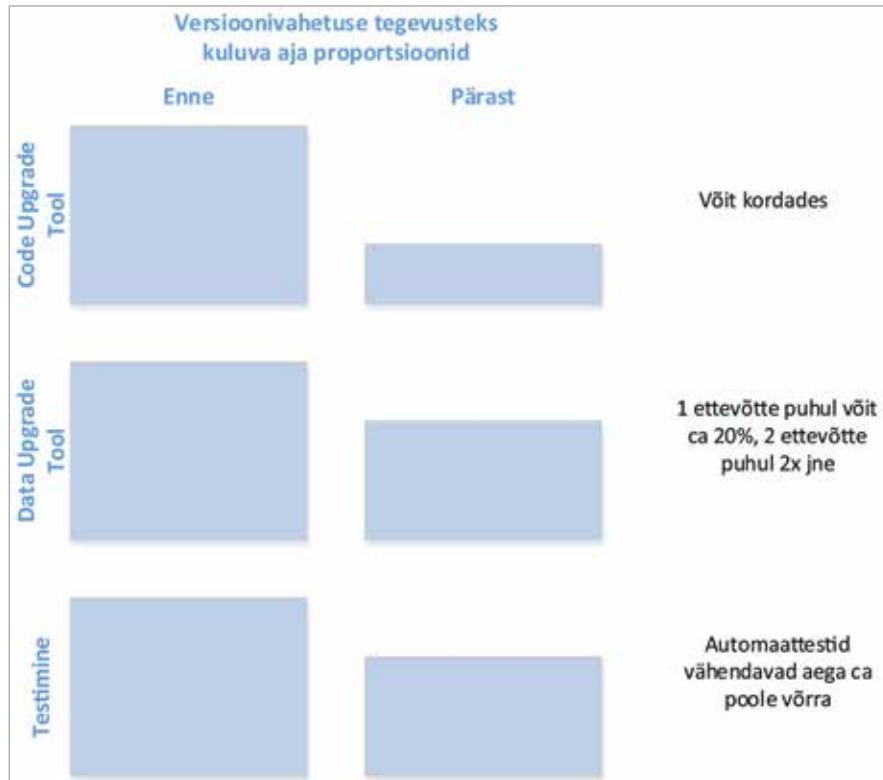 Versioonivahetuse tegevusteks
kuluva aja proportsioonid
Enne
Pärast
Code Upgrade
Tool
Võit kordades
Data Upgrade
Tool
1 ettevõtte puhul võit
ca 20%, 2 ettevõtte
puhul 2x jne
Testimine
Automaattestid
vähendavad aega ca
poole võrra